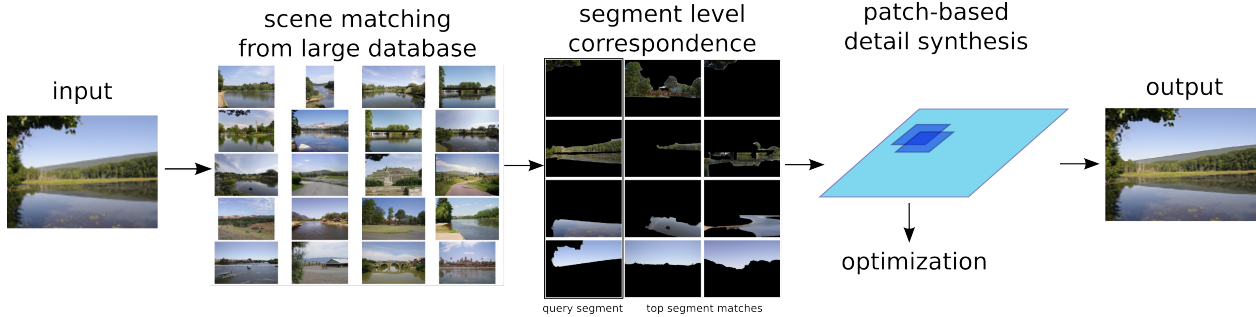 input
scene matching
from large database
segment level
correspondence
query segment
top segment matches
patch-based
detail synthesis
optimization
output